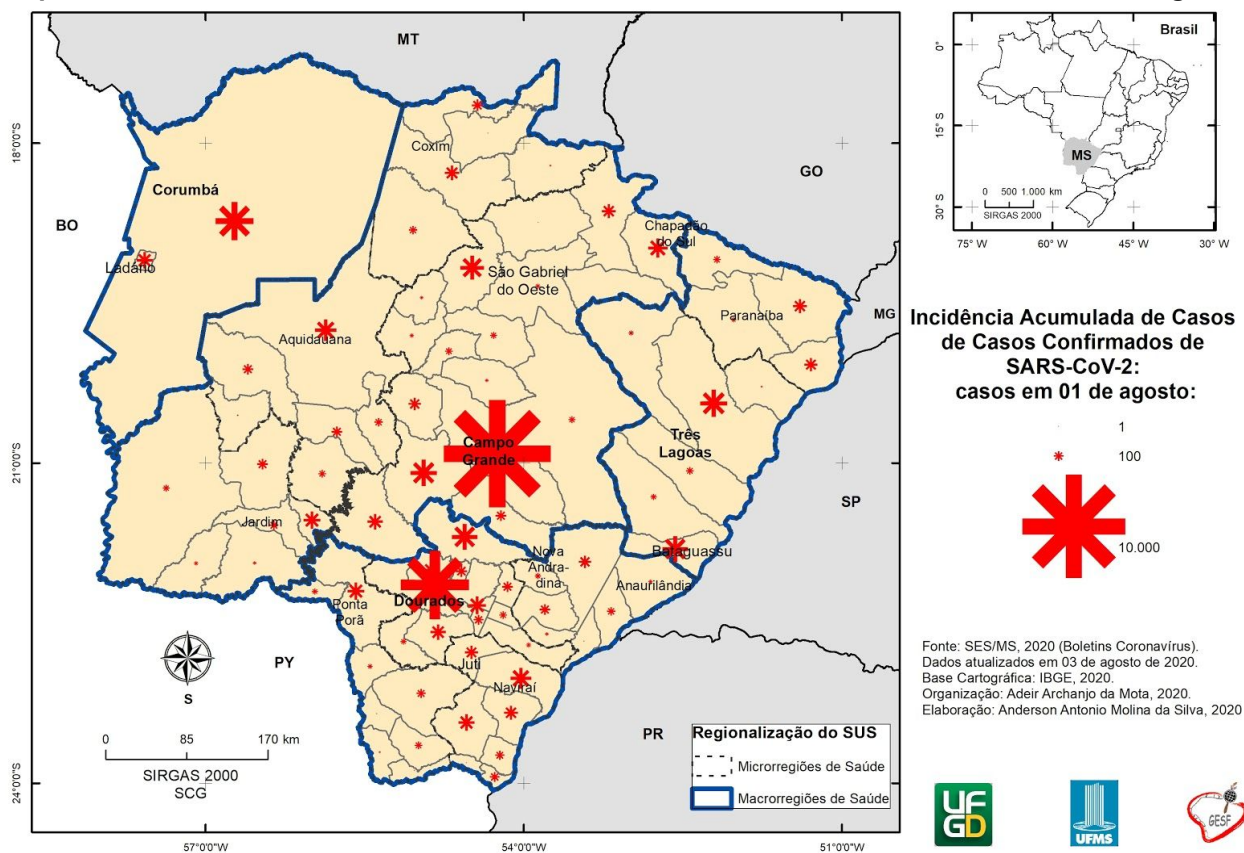 MT
Brasil
0°
15°S
30°S
MS
0 500 1.000 km
SIRGAS 2000
75°W 60°W 45°W 30°W
18°0'0"S
21°0'0"S
24°0'0"S
Coxim
Corumbá
GO
BO
Chapadão
do Sul
Ladário
São Gabriel
do Oeste
MG
Paranaíba
Aquidauana
Campo
Grande
Três
Lagoas
SP
Jardim
Nova
Andra-
dina
Bataguassu
Anaurilândia
Ponta
Porã
Dourados
PY
Juti
Naviraí
PR
S
0 85 170 km
SIRGAS 2000
SCG
Regionalização do SUS
Microrregiões de Saúde
Macrorregiões de Saúde
57°0'0"W 54°0'0"W 51°0'0"W
Incidência Acumulada de Casos
de Casos Confirmados de
SARS-CoV-2:
casos em 01 de agosto:
1
100
10.000
Fonte: SES/MS, 2020 (Boletins Coronavírus).
Dados atualizados em 03 de agosto de 2020.
Base Cartográfica: IBGE, 2020.
Organização: Adeir Archanjo da Mota, 2020.
Elaboração: Anderson Antonio Molina da Silva, 2020
UF
GD
UFMS
GESF